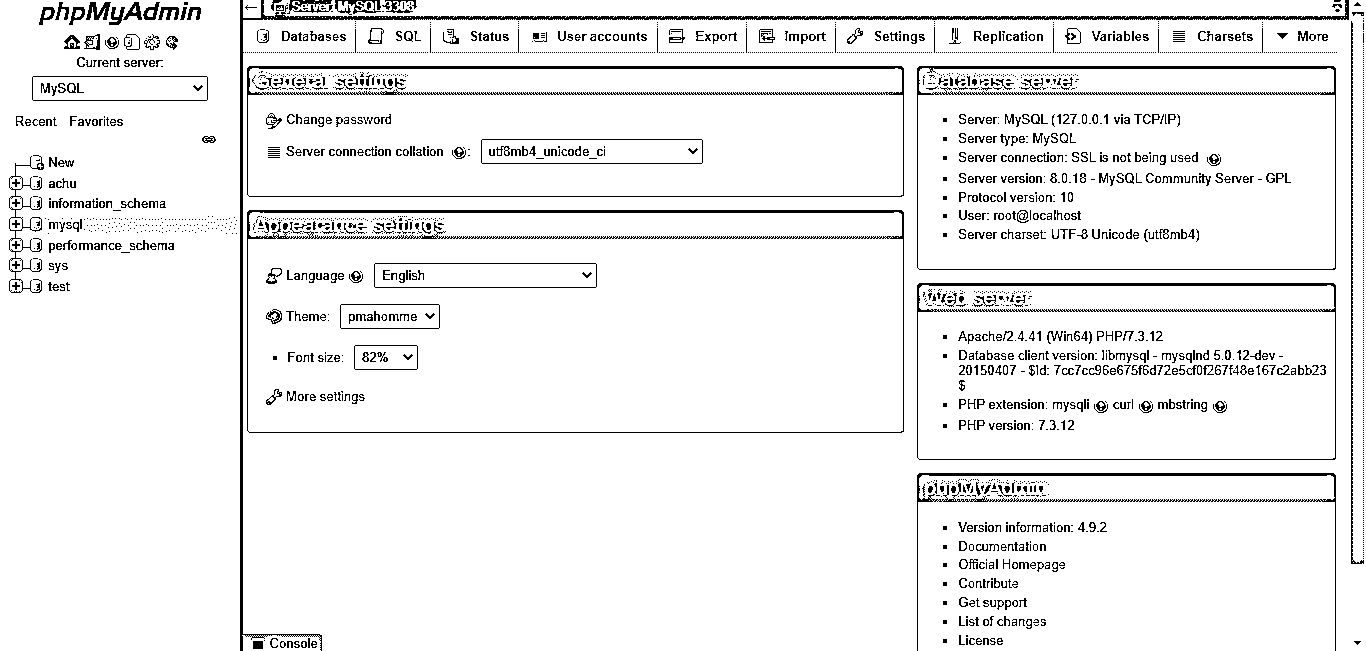 phpMyAdmin
Current server:
MySQL
Recent Favorites
New
achu
information_schema
mysql
performance_schema
sys
test
Server: MySQL:3308
Databases SQL Status User accounts Export Import Settings Replication Variables Charsets More
General settings
Change password
Server connection collation : utf8mb4_unicode_ci
Appearance settings
Language English
Theme: pmahomme
Font size: 82%
More settings
Database server
Server: MySQL (127.0.0.1 via TCP/IP)
Server type: MySQL
Server connection: SSL is not being used
Server version: 8.0.18 - MySQL Community Server - GPL
Protocol version: 10
User: root@localhost
Server charset: UTF-8 Unicode (utf8mb4)
Web server
Apache/2.4.41 (Win64) PHP/7.3.12
Database client version: libmysql - mysqlnd 5.0.12-dev -
20150407 - $Id: 7cc7cc96e675f6d72e5cf0f267f48e167c2abb23
$
PHP extension: mysqli curl mbstring
PHP version: 7.3.12
phpMyAdmin
Version information: 4.9.2
Documentation
Official Homepage
Contribute
Get support
List of changes
License
Console